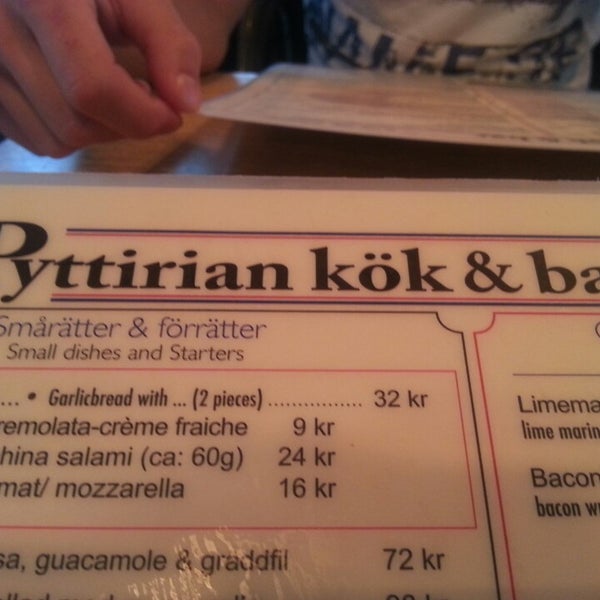 Pyttirian kök & ba
Smårätter & förrätter
Small dishes and Starters
... • Garlicbread with ... (2 pieces) ................ 32 kr
remolata-crème fraiche 9 kr
china salami (ca: 60g) 24 kr
mat/ mozzarella 16 kr
sa, guacamole & gräddfil 72 kr
Limema
lime marin
Bacon
bacon w